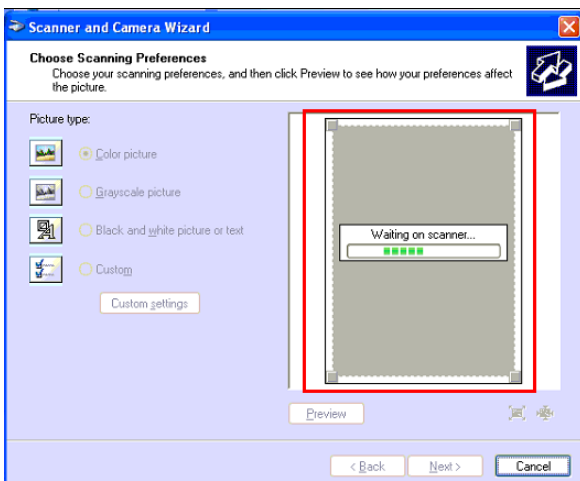 Scanner and Camera Wizard
Choose Scanning Preferences
Choose your scanning preferences, and then click Preview to see how your preferences affect
the picture.
Picture type:
Color picture
Grayscale picture
Black and white picture or text
Custom
Custom settings
Waiting on scanner...
Preview
< Back
Next >
Cancel